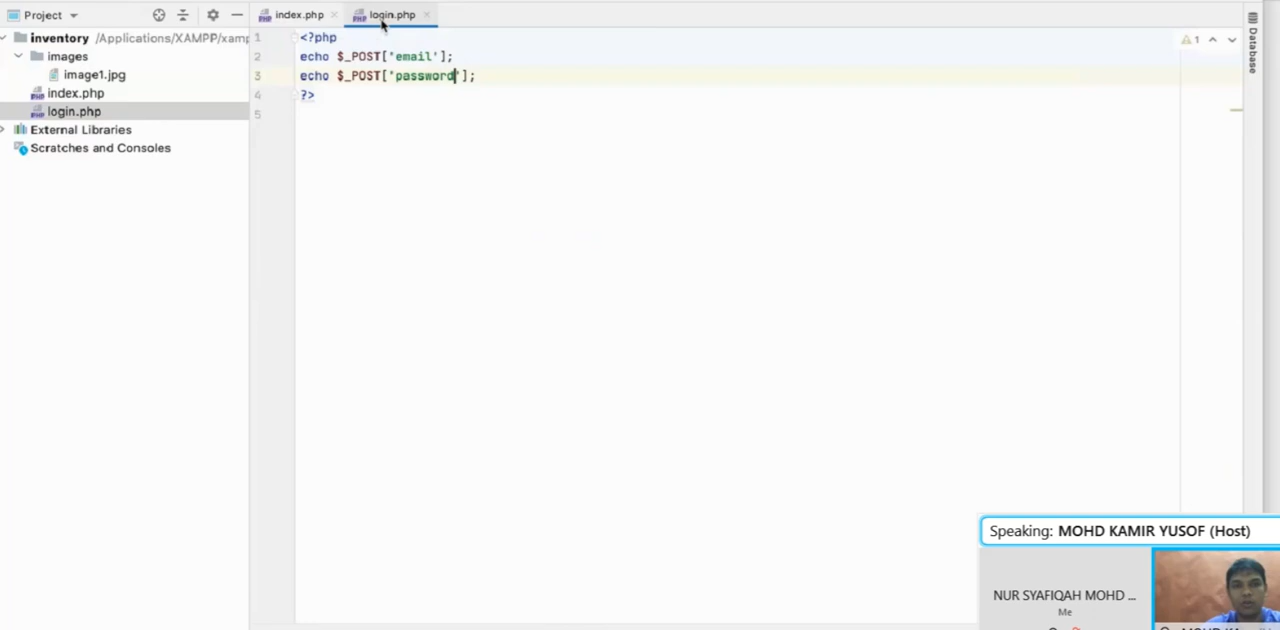 Project
index.php
login.php
inventory /Applications/XAMPP/xamp
images
image1.jpg
index.php
login.php
External Libraries
Scratches and Consoles
1 <?php
2 echo $_POST['email'];
3 echo $_POST['password'];
4 ?>
5
1
Database
Speaking: MOHD KAMIR YUSOF (Host)
NUR SYAFIQAH MOHD ...
Me